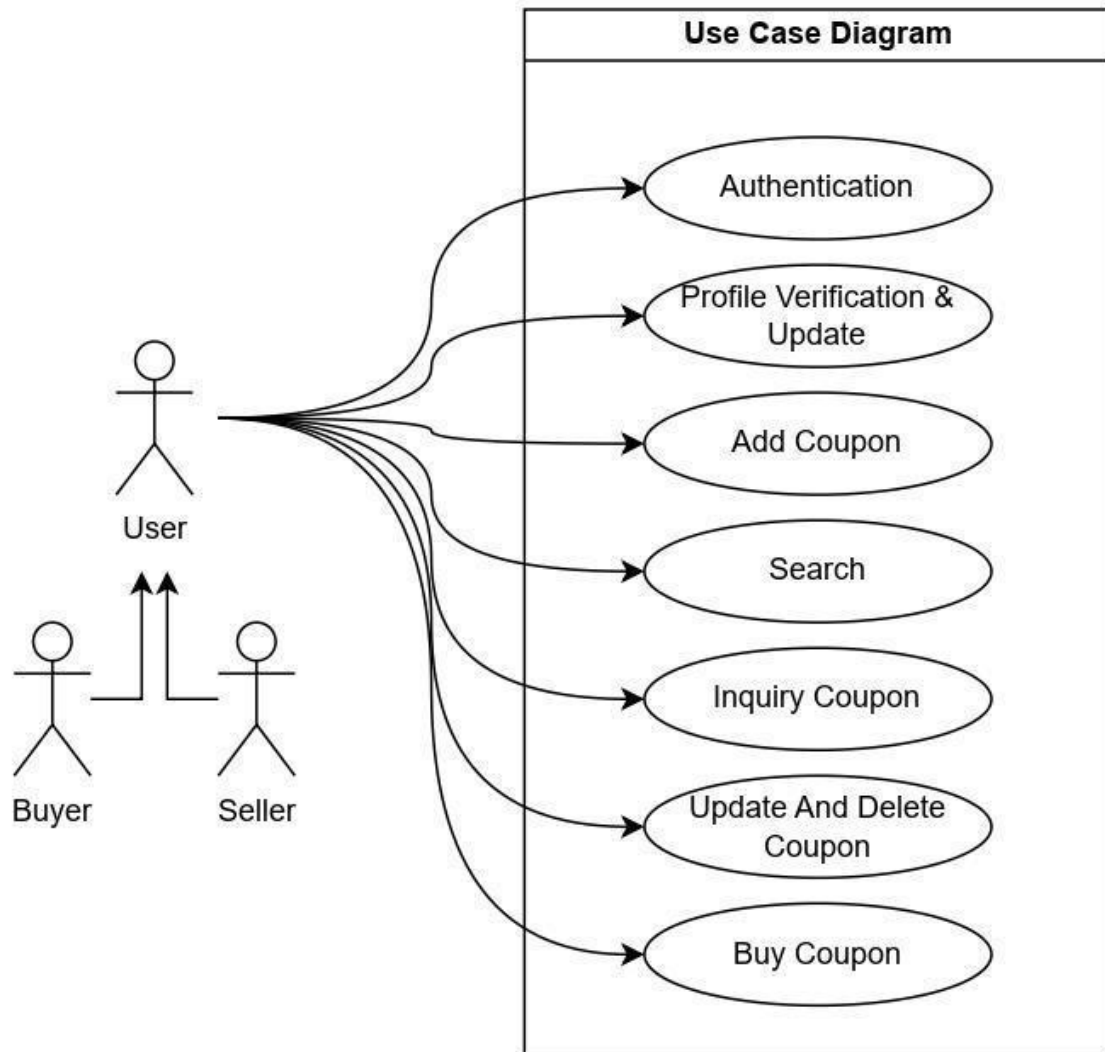 Use Case Diagram
Authentication
Profile Verification &
Update
Add Coupon
Search
Inquiry Coupon
Update And Delete
Coupon
Buy Coupon
User
Buyer
Seller